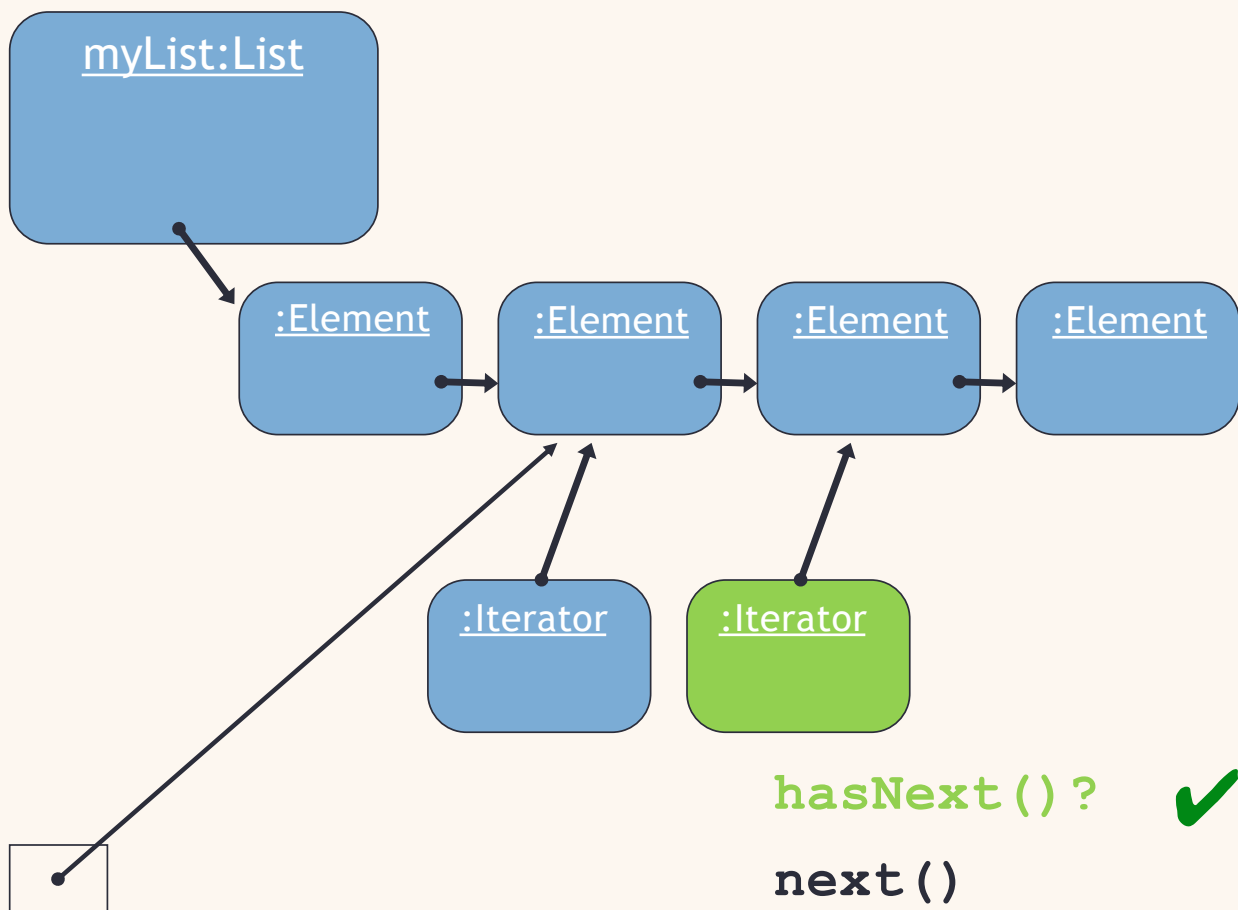 myList:List
:Element
:Element
:Element
:Element
:Iterator
:Iterator
hasNext()?
next()